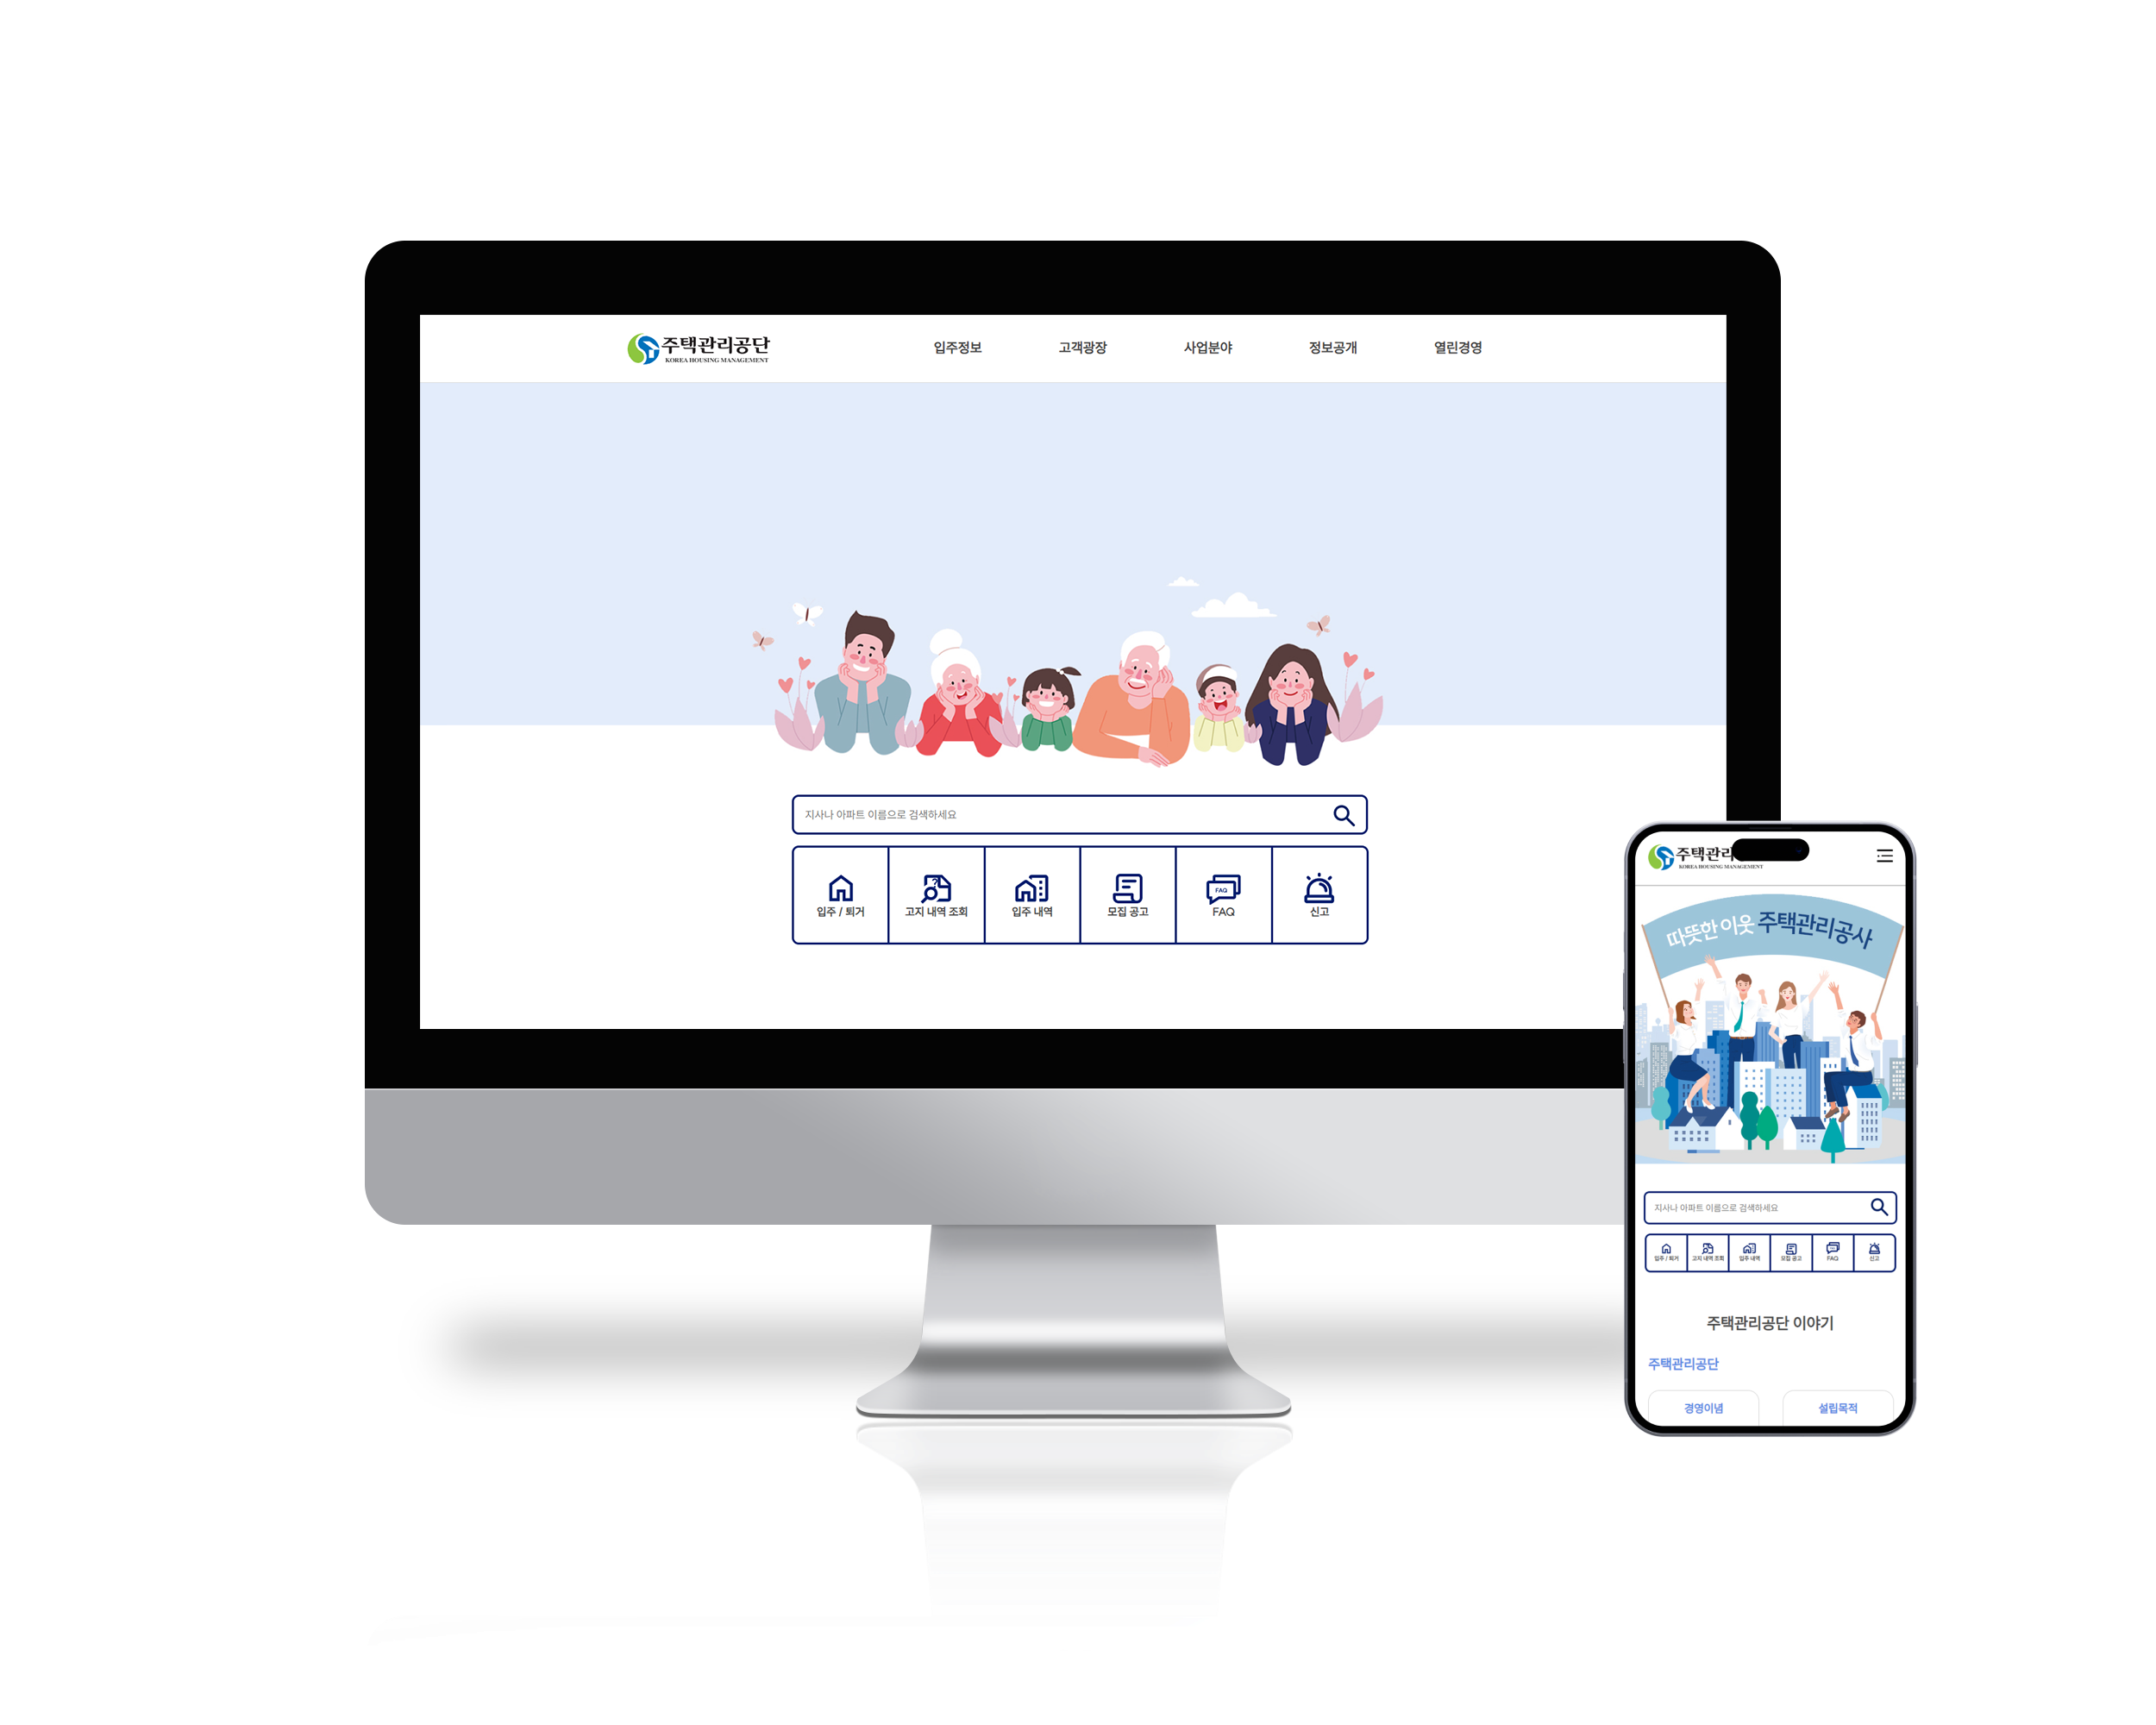 주택관리공단
KOREA HOUSING MANAGEMENT
입주정보 고객광장 사업분야 정보공개 열린경영
지사나 아파트 이름으로 검색하세요
FAQ
입주 / 퇴거 고지 내역 조회 입주 내역 모집 공고 FAQ 신고
주택관리
KOREA HOUSING MANAGEMENT
따뜻한 이웃 주택관리공사
지사나 아파트 이름으로 검색하세요
입주 / 퇴거 고지 내역 조회 입주 내역 모집 공고 FAQ 신고
주택관리공단 이야기
주택관리공단
경영이념 설립목적